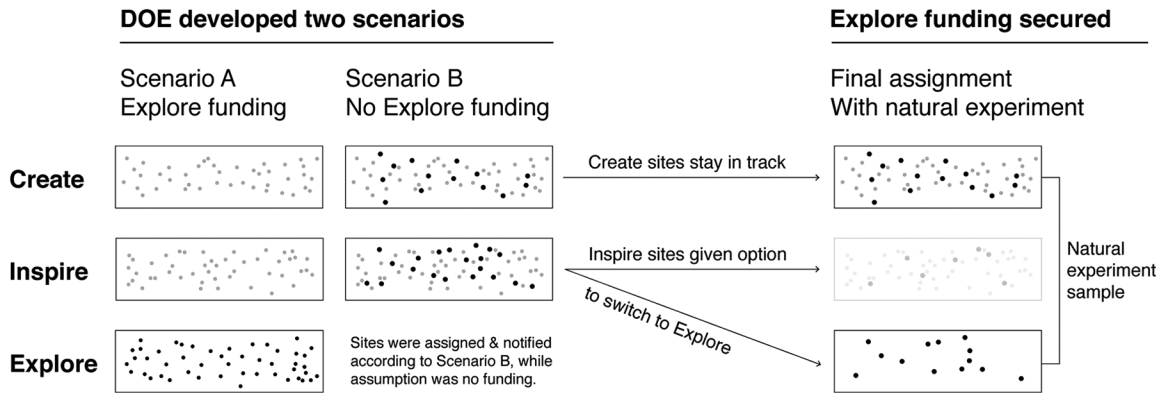 DOE developed two scenarios
Explore funding secured
Scenario A
Explore funding
Scenario B
No Explore funding
Final assignment
With natural experiment
Create
Create sites stay in track
Inspire
Inspire sites given option
to switch to Explore
Natural
experiment
sample
Explore
Sites were assigned & notified
according to Scenario B, while
assumption was no funding.